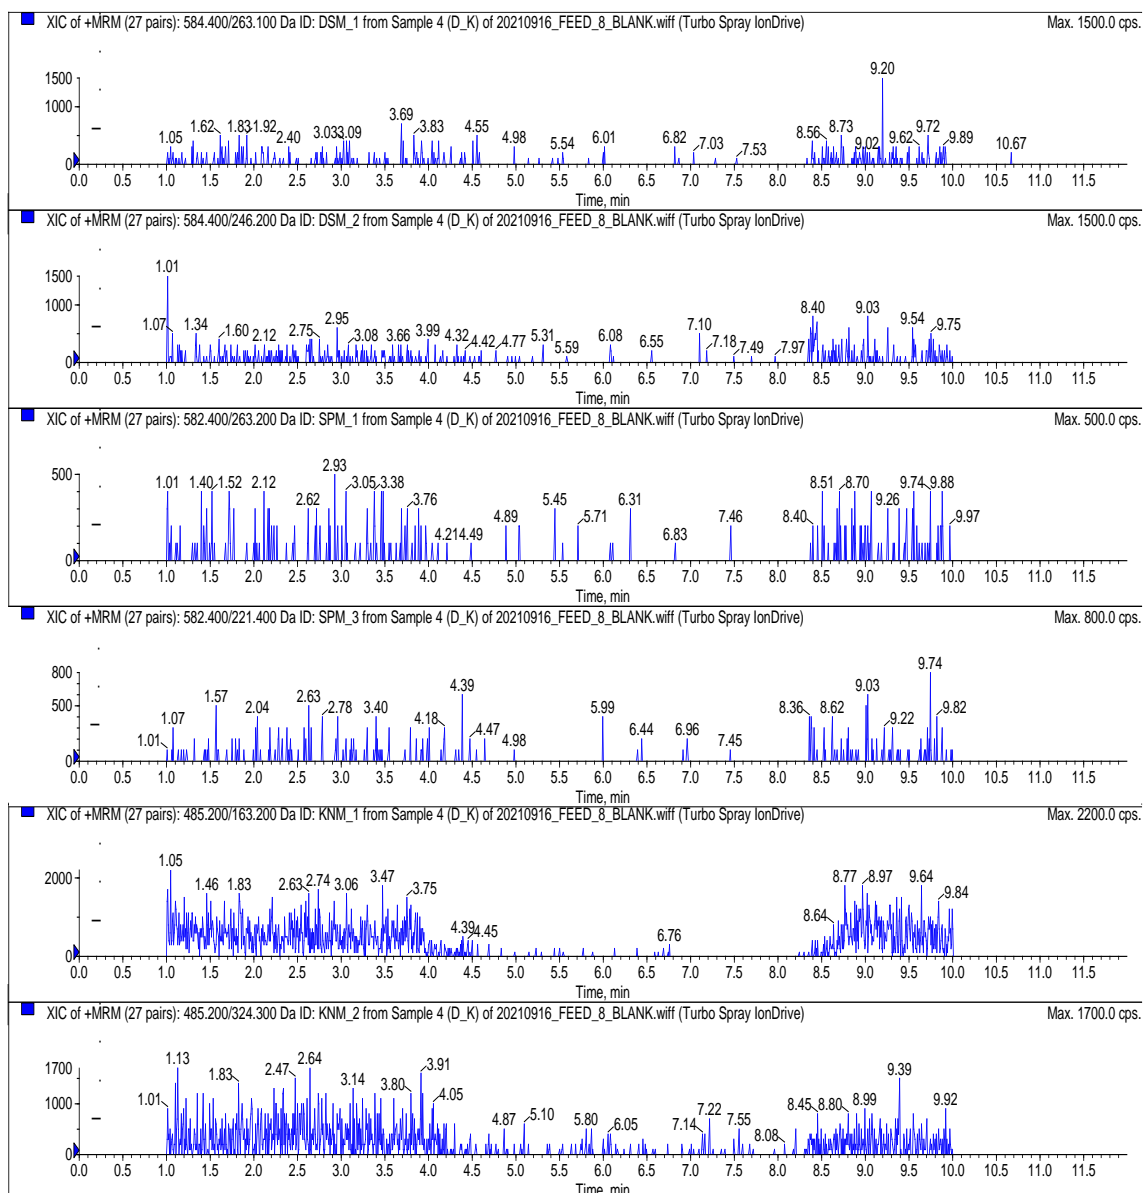 XIC of +MRM (27 pairs): 584.400/263.100 Da ID: DSM_1 from Sample 4 (D_K) of 20210916_FEED_8_BLANK.wiff (Turbo Spray IonDrive) Max. 1500.0 cps.
9.20
1500
1000
3.69
1.05 1.62 1.83 1.92 2.40 3.03 3.09 3.83 4.55 4.98 5.54 6.01 6.82 7.03 7.53 8.56 8.73 9.02 9.62 9.72 9.89 10.67
0
0.0 0.5 1.0 1.5 2.0 2.5 3.0 3.5 4.0 4.5 5.0 5.5 6.0 6.5 7.0 7.5 8.0 8.5 9.0 9.5 10.0 10.5 11.0 11.5
Time, min
XIC of +MRM (27 pairs): 584.400/246.200 Da ID: DSM_2 from Sample 4 (D_K) of 20210916_FEED_8_BLANK.wiff (Turbo Spray IonDrive) Max. 1500.0 cps.
1.01
1500
1000
1.07 1.34 1.60 2.12 2.75 2.95 3.08 3.66 3.99 4.32 4.42 4.77 5.31 5.59 6.08 6.55 7.10 7.18 7.49 7.97 8.40 9.03 9.54 9.75
0
0.0 0.5 1.0 1.5 2.0 2.5 3.0 3.5 4.0 4.5 5.0 5.5 6.0 6.5 7.0 7.5 8.0 8.5 9.0 9.5 10.0 10.5 11.0 11.5
Time, min
XIC of +MRM (27 pairs): 582.400/263.200 Da ID: SPM_1 from Sample 4 (D_K) of 20210916_FEED_8_BLANK.wiff (Turbo Spray IonDrive) Max. 500.0 cps.
2.93
500
1.01 1.40 1.52 2.12 2.62 3.05 3.38 3.76 4.21 4.49 4.89 5.45 5.71 6.31 6.83 7.46 8.40 8.51 8.70 9.26 9.74 9.88 9.97
0
0.0 0.5 1.0 1.5 2.0 2.5 3.0 3.5 4.0 4.5 5.0 5.5 6.0 6.5 7.0 7.5 8.0 8.5 9.0 9.5 10.0 10.5 11.0 11.5
Time, min
XIC of +MRM (27 pairs): 582.400/221.400 Da ID: SPM_3 from Sample 4 (D_K) of 20210916_FEED_8_BLANK.wiff (Turbo Spray IonDrive) Max. 800.0 cps.
9.74
800
500
1.01 1.07 1.57 2.04 2.63 2.78 3.40 4.18 4.39 4.47 4.98 5.99 6.44 6.96 7.45 8.36 8.62 9.03 9.22 9.82
0
0.0 0.5 1.0 1.5 2.0 2.5 3.0 3.5 4.0 4.5 5.0 5.5 6.0 6.5 7.0 7.5 8.0 8.5 9.0 9.5 10.0 10.5 11.0 11.5
Time, min
XIC of +MRM (27 pairs): 485.200/163.200 Da ID: KNM_1 from Sample 4 (D_K) of 20210916_FEED_8_BLANK.wiff (Turbo Spray IonDrive) Max. 2200.0 cps.
1.05
2000
1.46 1.83 2.63 2.74 3.06 3.47 3.75 4.39 4.45 6.76 8.64 8.77 8.97 9.64 9.84
0
0.0 0.5 1.0 1.5 2.0 2.5 3.0 3.5 4.0 4.5 5.0 5.5 6.0 6.5 7.0 7.5 8.0 8.5 9.0 9.5 10.0 10.5 11.0 11.5
Time, min
XIC of +MRM (27 pairs): 485.200/324.300 Da ID: KNM_2 from Sample 4 (D_K) of 20210916_FEED_8_BLANK.wiff (Turbo Spray IonDrive) Max. 1700.0 cps.
1700
1000
1.01 1.13 1.83 2.47 2.64 3.14 3.80 3.91 4.05 4.87 5.10 5.80 6.05 7.14 7.22 7.55 8.08 8.45 8.80 8.99 9.39 9.92
0
0.0 0.5 1.0 1.5 2.0 2.5 3.0 3.5 4.0 4.5 5.0 5.5 6.0 6.5 7.0 7.5 8.0 8.5 9.0 9.5 10.0 10.5 11.0 11.5
Time, min